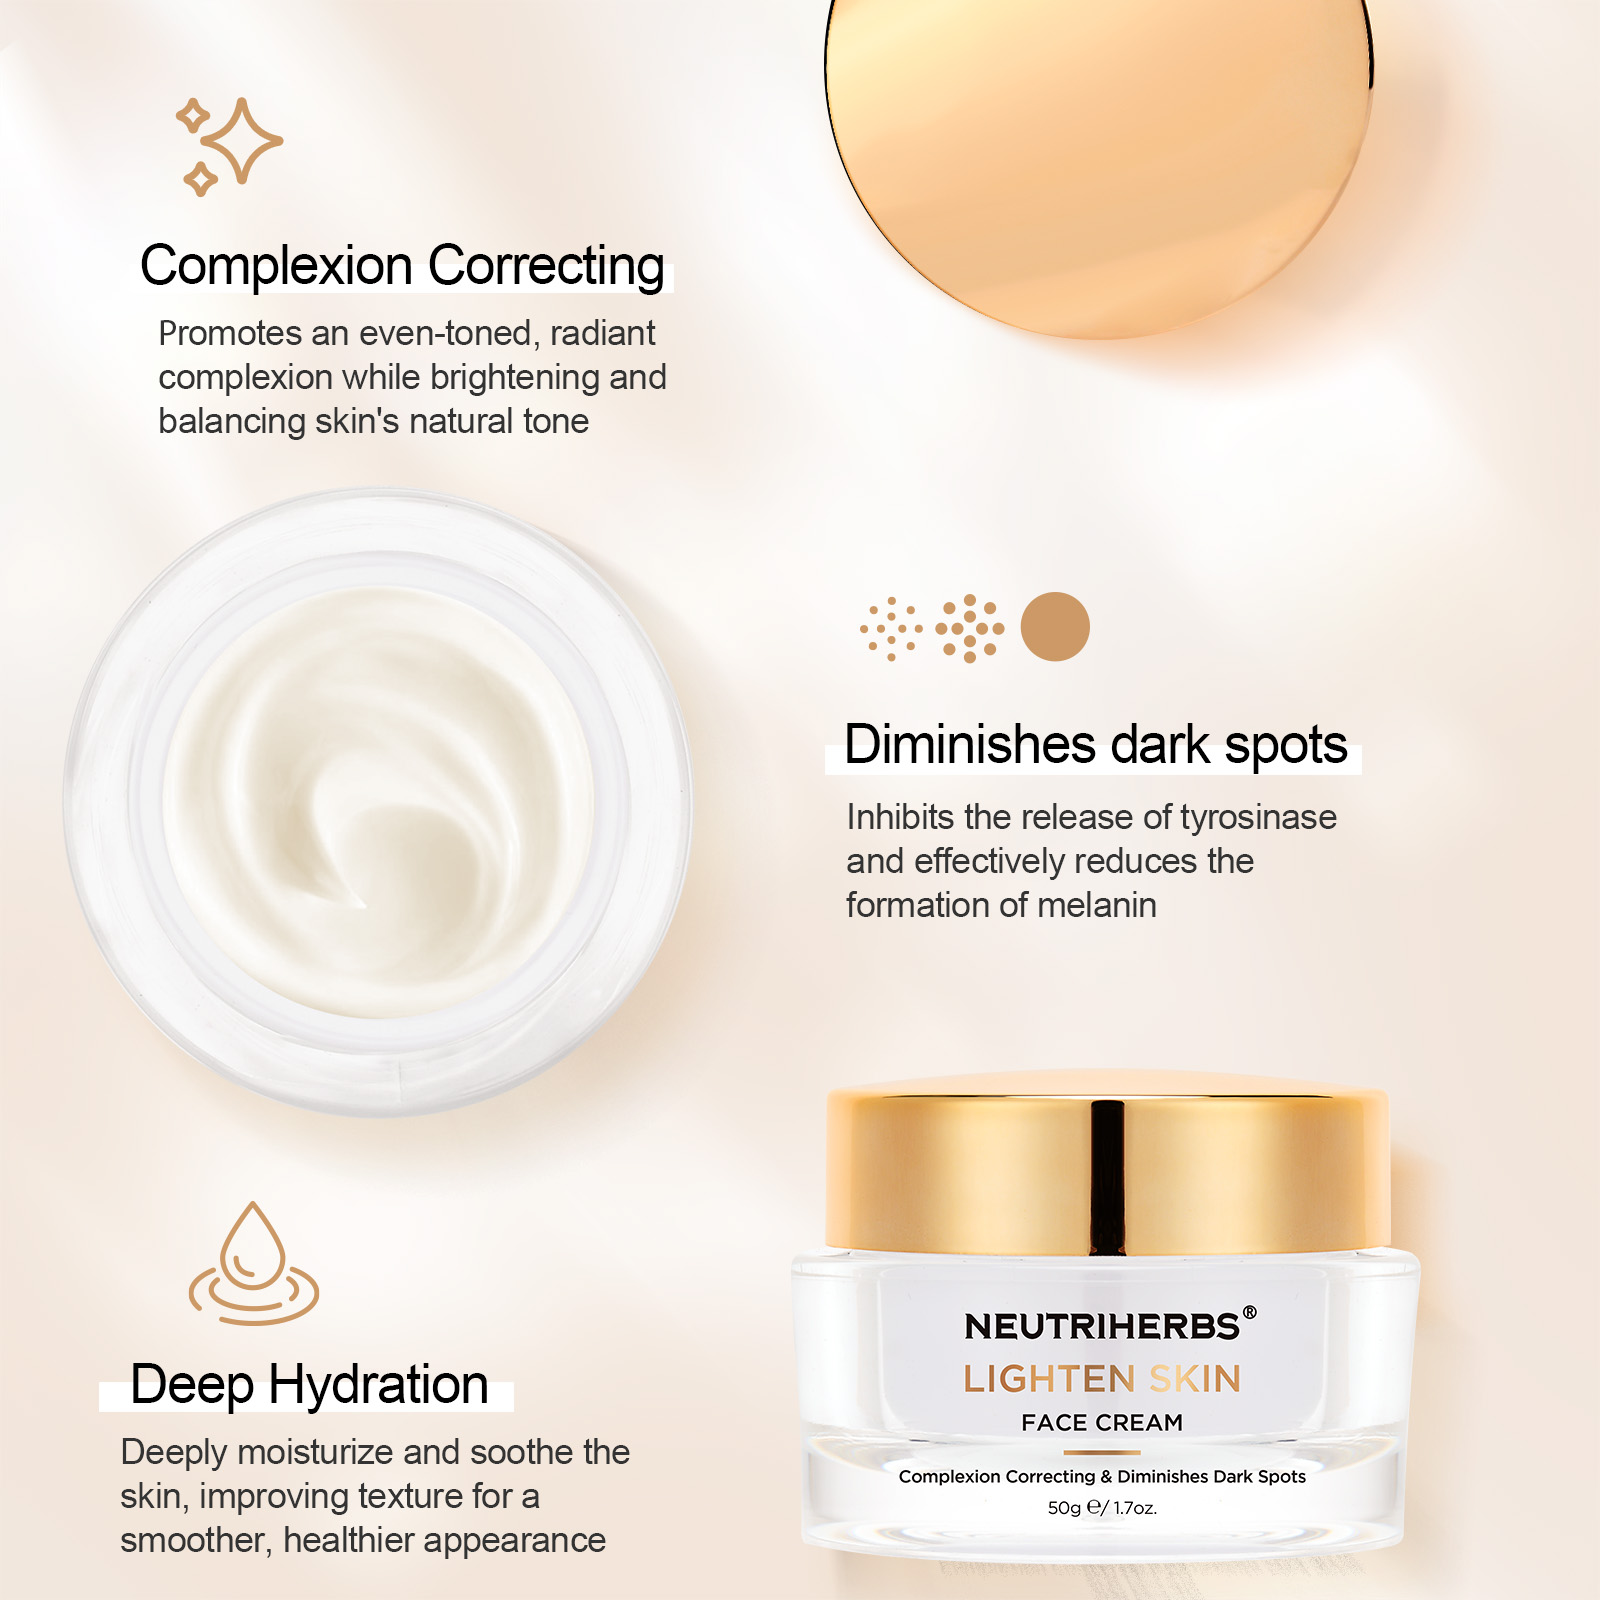 Complexion Correcting
Promotes an even-toned, radiant
complexion while brightening and
balancing skin's natural tone
Diminishes dark spots
Inhibits the release of tyrosinase
and effectively reduces the
formation of melanin
Deep Hydration
Deeply moisturize and soothe the
skin, improving texture for a
smoother, healthier appearance
NEUTRIHERBS®
LIGHTEN SKIN
FACE CREAM
Complexion Correcting & Diminishes Dark Spots
50g ℮/ 1.7oz.